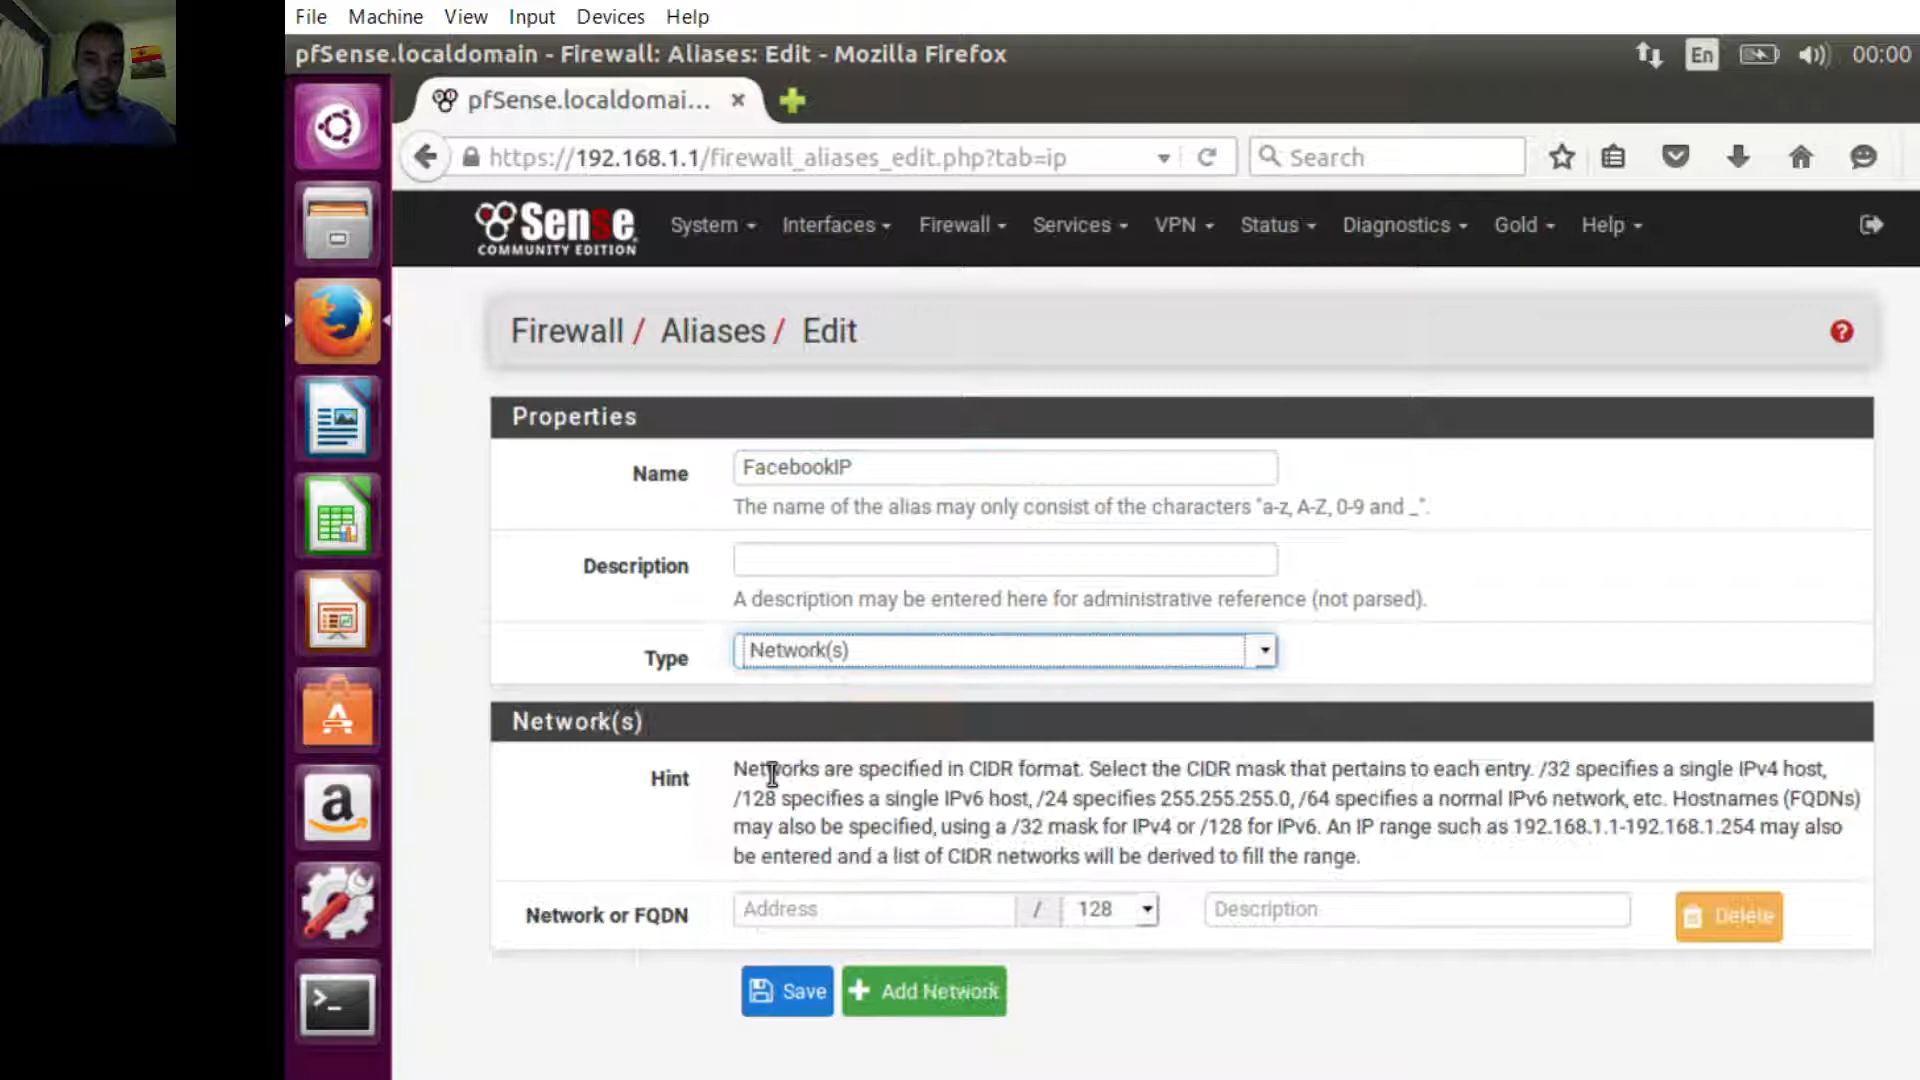 File Machine View Input Devices Help
pfSense.localdomain - Firewall: Aliases: Edit - Mozilla Firefox
En 00:00
pfSense.localdomai...
https://192.168.1.1/firewall_aliases_edit.php?tab=ip
Search
Sense
COMMUNITY EDITION
System Interfaces Firewall Services VPN Status Diagnostics Gold Help
Firewall / Aliases / Edit
Properties
Name FacebookIP
The name of the alias may only consist of the characters "a-z, A-Z, 0-9 and _".
Description
A description may be entered here for administrative reference (not parsed).
Type Network(s)
Network(s)
Hint Networks are specified in CIDR format. Select the CIDR mask that pertains to each entry. /32 specifies a single IPv4 host,
/128 specifies a single IPv6 host, /24 specifies 255.255.255.0, /64 specifies a normal IPv6 network, etc. Hostnames (FQDNs)
may also be specified, using a /32 mask for IPv4 or /128 for IPv6. An IP range such as 192.168.1.1-192.168.1.254 may also
be entered and a list of CIDR networks will be derived to fill the range.
Network or FQDN Address / 128 Description Delete
Save Add Network